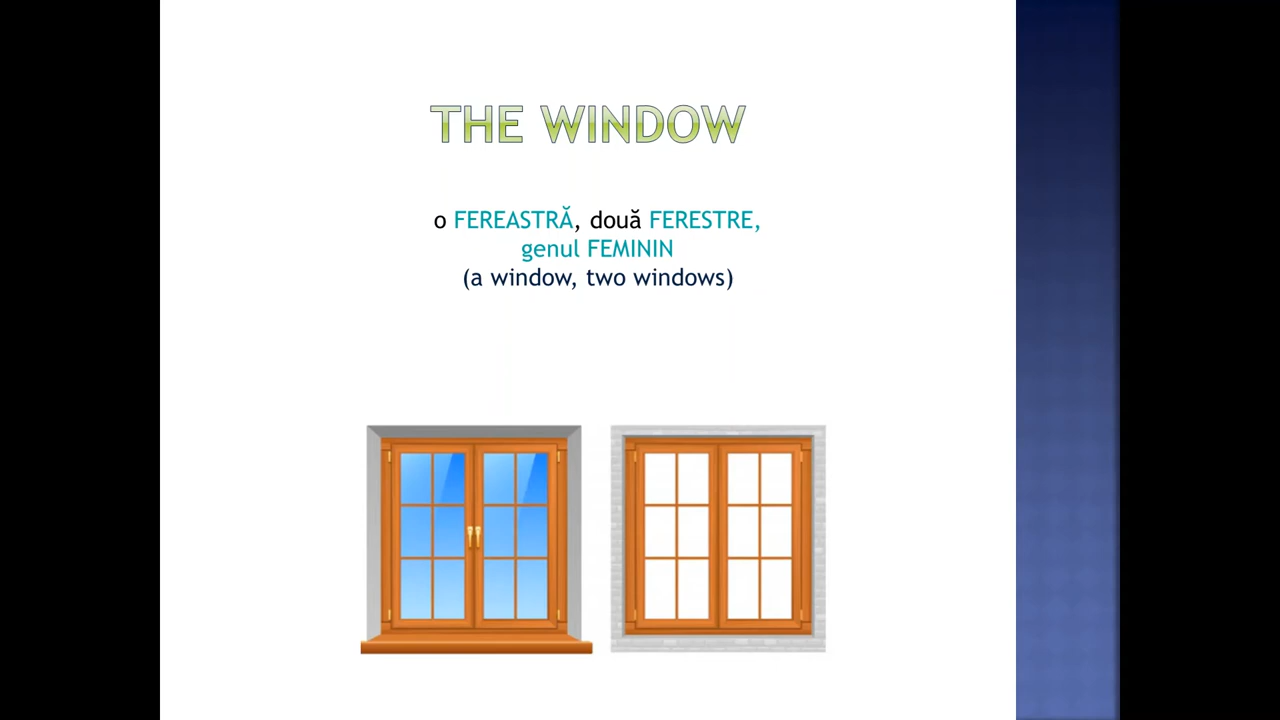 THE WINDOW
o FEREASTRĂ, două FERESTRE,
genul FEMININ
(a window, two windows)